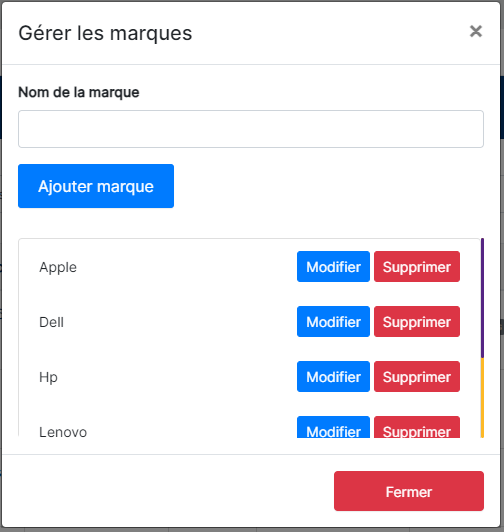 Gérer les marques ×
Nom de la marque
Ajouter marque
Apple Modifier Supprimer
Dell Modifier Supprimer
Hp Modifier Supprimer
Lenovo Modifier Supprimer
Fermer